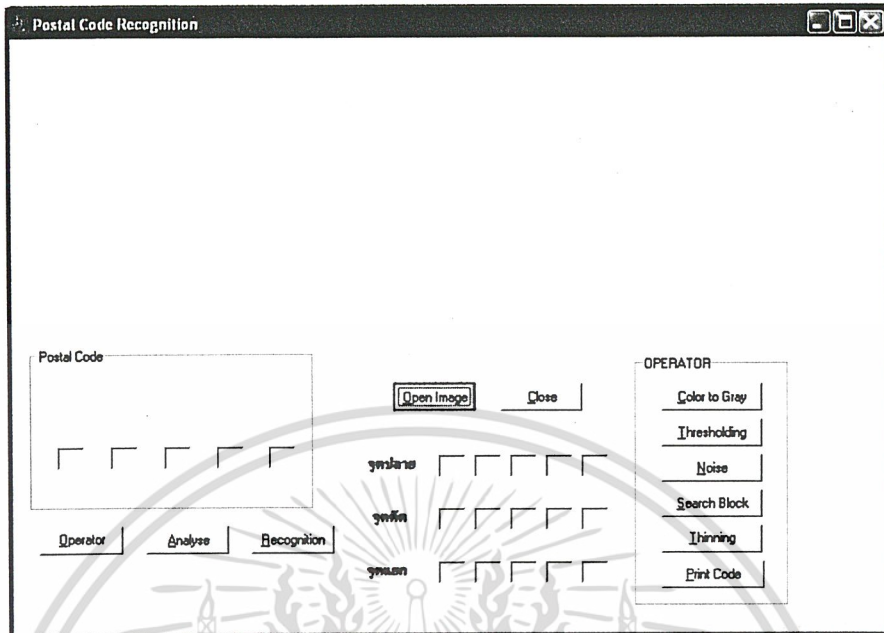 Postal Code Recognition
Postal Code
Operator
Analyse
Recognition
Open Image
Close
จุดปลาย
จุดตัด
จุดแยก
OPERATOR
Color to Gray
Thresholding
Noise
Search Block
Thinning
Print Code